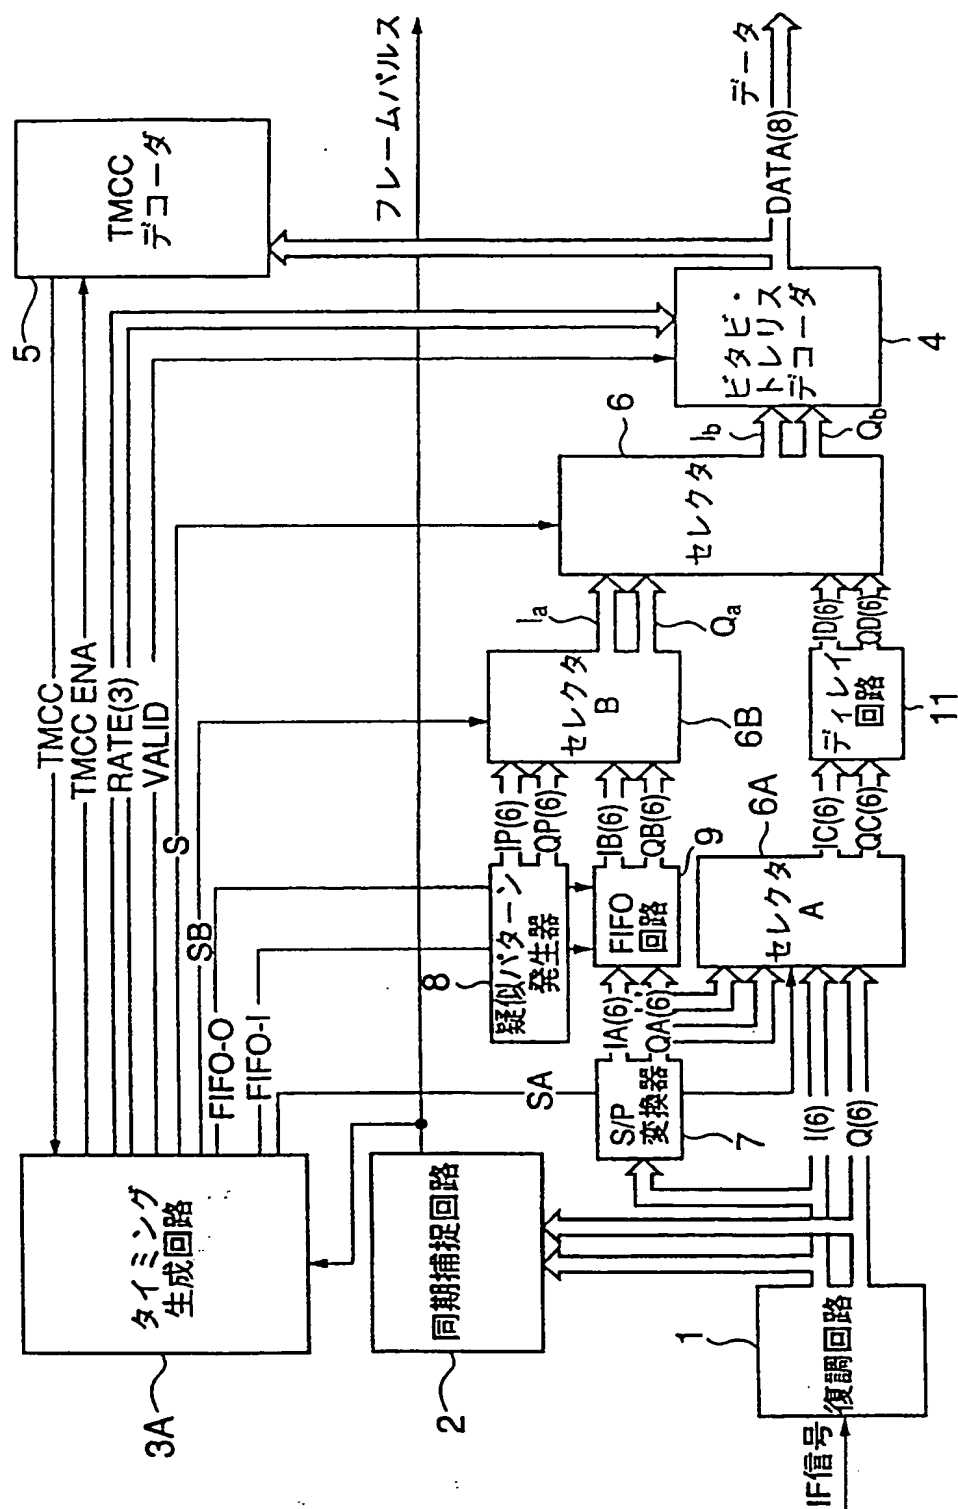 5
TMCC
デコーダ
フレームパルス
データ
DATA(8)
TMCC
TMCC ENA
RATE(3)
VALID
S
SB
FIFO-O
FIFO-I
SA
タイミング
生成回路
3A
同期捕捉回路
2
1
復調回路
IF信号
I(6)
Q(6)
S/P
変換器
7
IA(6)
QA(6)
8
疑似パターン
発生器
IP(6)
QP(6)
FIFO
回路
9
IB(6)
QB(6)
セレクタ
A
6A
IC(6)
QC(6)
セレクタ
B
6B
Ia
Qa
ディレイ
回路
11
ID(6)
QD(6)
セレクタ
6
Ib
Qb
ビタビ・
トレリス
デコーダ
4